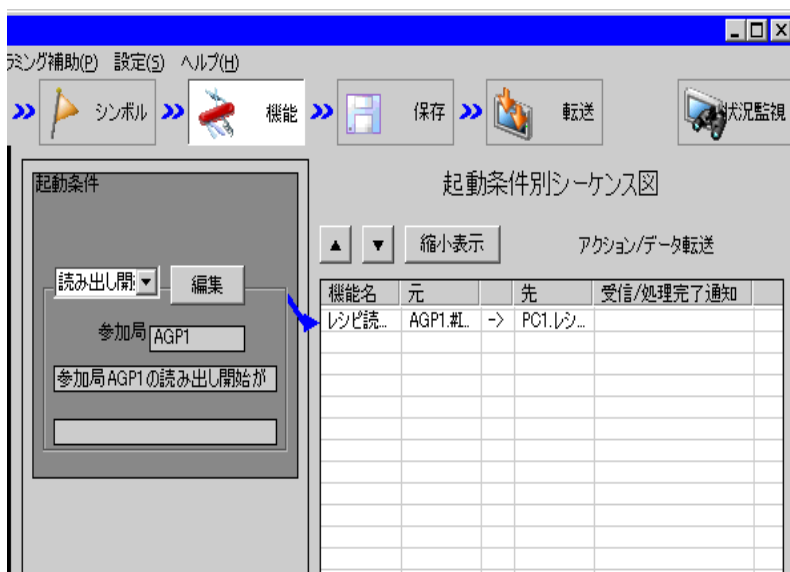 ラミング補助(P) 設定(S) ヘルプ(H)
シンボル 機能 保存 転送 状況監視
起動条件
起動条件別シーケンス図
縮小表示 アクション/データ転送
読み出し開 編集
機能名 元 先 受信/処理完了通知
レシピ読... AGP1.#I... -> PC1.レシ...
参加局 AGP1
参加局AGP1の読み出し開始が